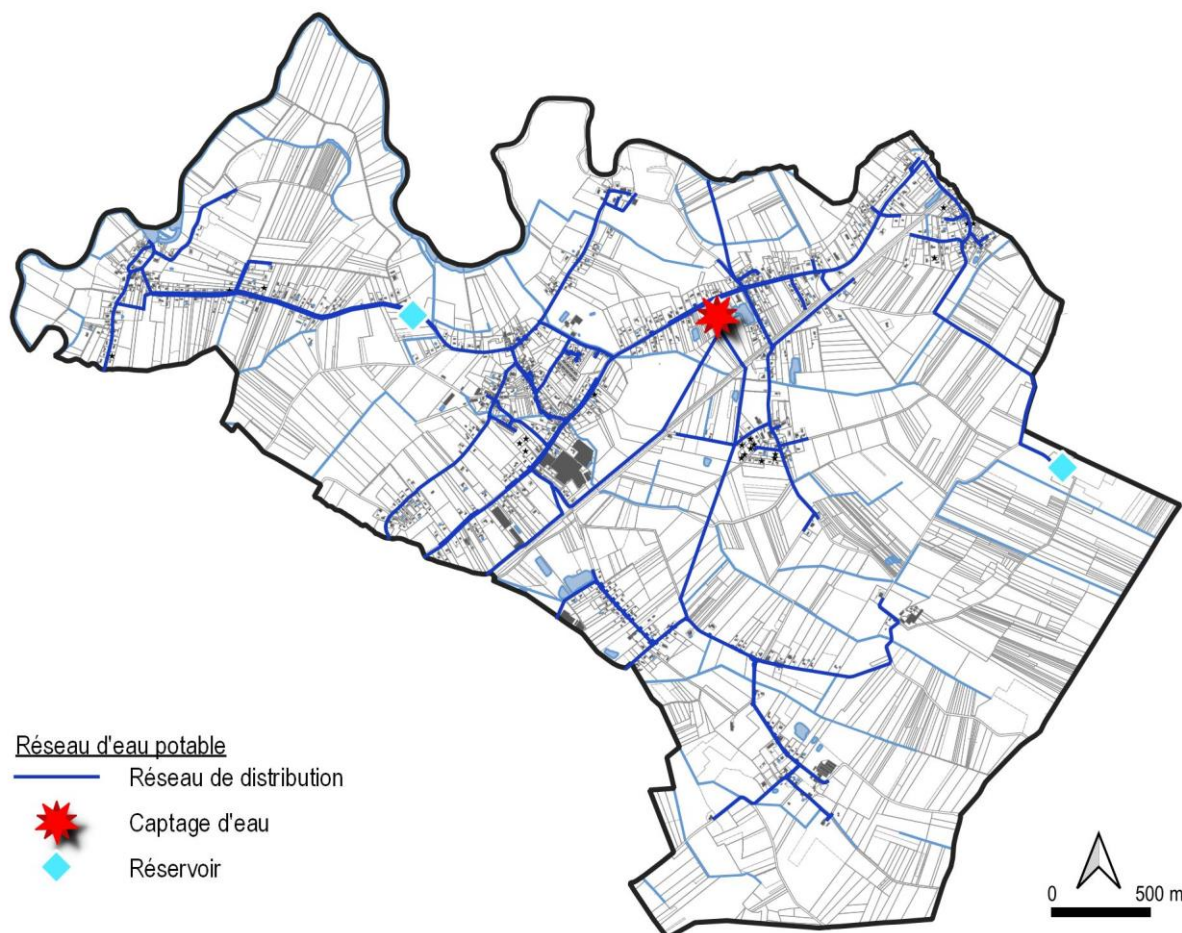 Réseau d'eau potable
Réseau de distribution
Captage d'eau
Réservoir
0 500 m